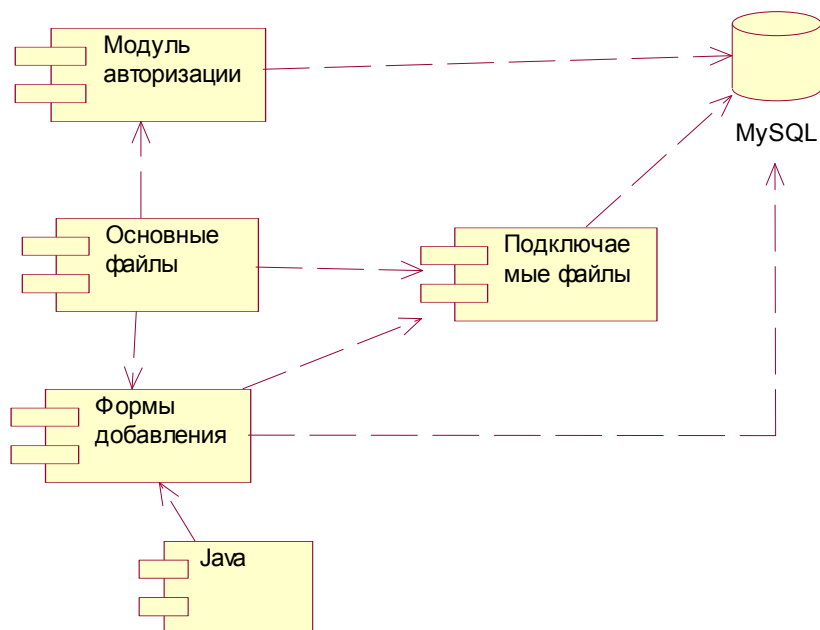 Модуль
авторизации
MySQL
Основные
файлы
Подключае
мые файлы
Формы
добавления
Java